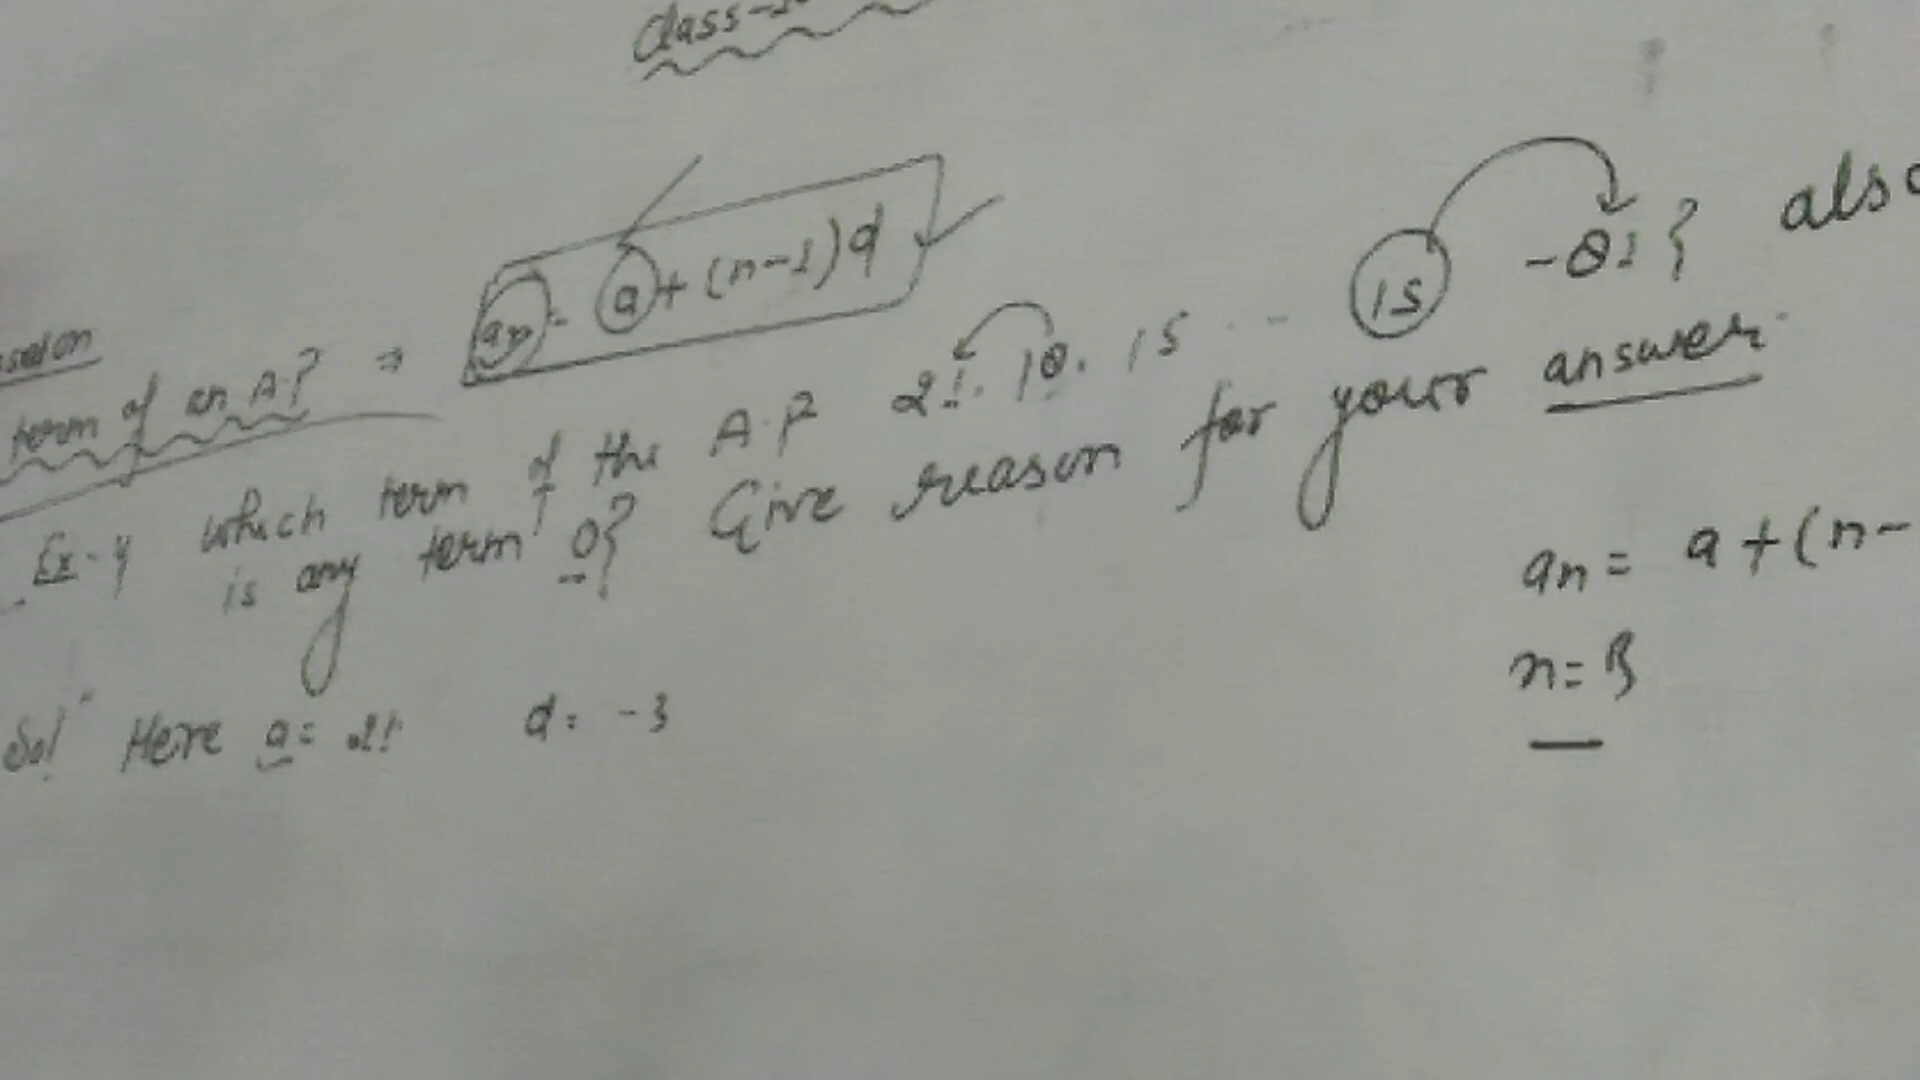 Class-
term of an A.P ⇒ an = a + (n-1)d
Ex-4 which term of the A.P 21, 18, 15 ... is -81? also
is any term 0? Give reason for your answer.
an = a + (n-
Sol" Here a = 21 d = -3
n =